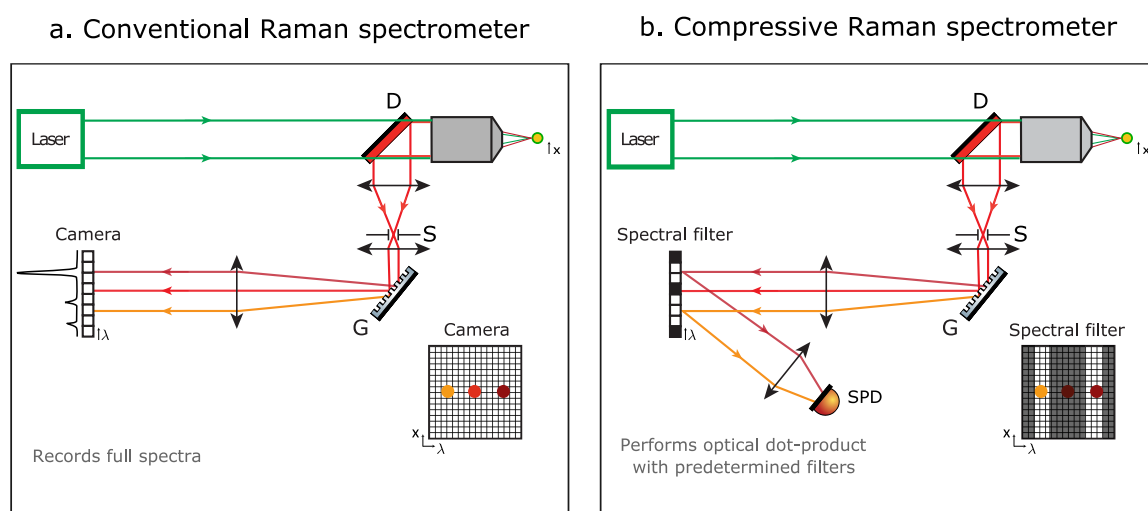 a. Conventional Raman spectrometer
Laser
D
x
S
Camera
G
λ
Camera
x
λ
Records full spectra
b. Compressive Raman spectrometer
Laser
D
x
S
Spectral filter
G
λ
Spectral filter
SPD
x
λ
Performs optical dot-product
with predetermined filters